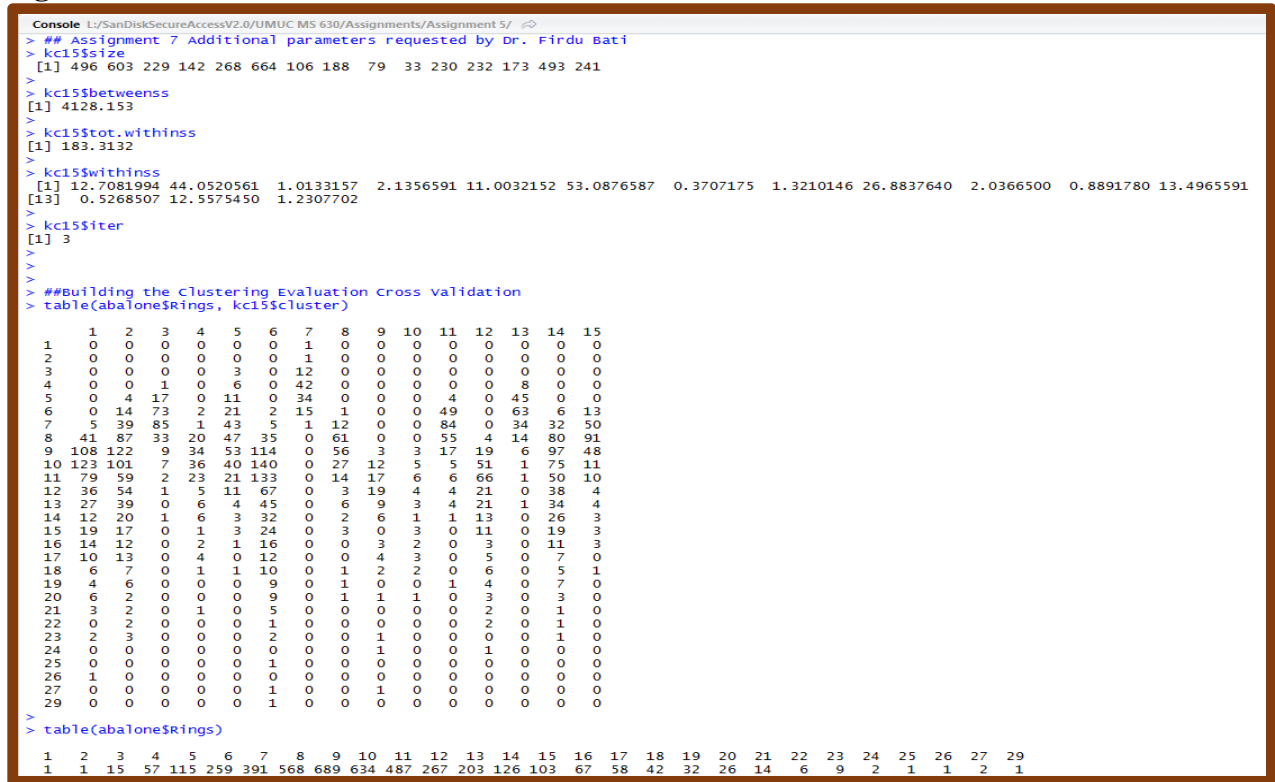 Console L:/SanDiskSecureAccessV2.0/UMUC MS 630/Assignments/Assignment 5/
> ## Assignment 7 Additional parameters requested by Dr. Firdu Bati
> kc15$size
[1] 496 603 229 142 268 664 106 188 79 33 230 232 173 493 241
>
> kc15$betweenss
[1] 4128.153
>
> kc15$tot.withinss
[1] 183.3132
>
> kc15$withinss
[1] 12.7081994 44.0520561 1.0133157 2.1356591 11.0032152 53.0876587 0.3707175 1.3210146 26.8837640 2.0366500 0.8891780 13.4965591
[13] 0.5268507 12.5575450 1.2307702
>
> kc15$iter
[1] 3
>
>
>
> ##Building the Clustering Evaluation Cross Validation
> table(abalone$Rings, kc15$cluster)
1 2 3 4 5 6 7 8 9 10 11 12 13 14 15
1 0 0 0 0 0 0 1 0 0 0 0 0 0 0 0
2 0 0 0 0 0 0 1 0 0 0 0 0 0 0 0
3 0 0 0 0 3 0 12 0 0 0 0 0 0 0 0
4 0 0 1 0 6 0 42 0 0 0 0 0 8 0 0
5 0 4 17 0 11 0 34 0 0 0 4 0 45 0 0
6 0 14 73 2 21 2 15 1 0 0 49 0 63 6 13
7 5 39 85 1 43 5 1 12 0 0 84 0 34 32 50
8 41 87 33 20 47 35 0 61 0 0 55 4 14 80 91
9 108 122 9 34 53 114 0 56 3 3 17 19 6 97 48
10 123 101 7 36 40 140 0 27 12 5 5 51 1 75 11
11 79 59 2 23 21 133 0 14 17 6 6 66 1 50 10
12 36 54 1 5 11 67 0 3 19 4 4 21 0 38 4
13 27 39 0 6 4 45 0 6 9 3 4 21 1 34 4
14 12 20 1 6 3 32 0 2 6 1 1 13 0 26 3
15 19 17 0 1 3 24 0 3 0 3 0 11 0 19 3
16 14 12 0 2 1 16 0 0 3 2 0 3 0 11 3
17 10 13 0 4 0 12 0 0 4 3 0 5 0 7 0
18 6 7 0 1 1 10 0 1 2 2 0 6 0 5 1
19 4 6 0 0 0 9 0 1 0 0 1 4 0 7 0
20 6 2 0 0 0 9 0 1 1 1 0 3 0 3 0
21 3 2 0 1 0 5 0 0 0 0 0 2 0 1 0
22 0 2 0 0 0 1 0 0 0 0 0 2 0 1 0
23 2 3 0 0 0 2 0 0 1 0 0 0 0 1 0
24 0 0 0 0 0 0 0 0 1 0 0 1 0 0 0
25 0 0 0 0 0 1 0 0 0 0 0 0 0 0 0
26 1 0 0 0 0 0 0 0 0 0 0 0 0 0 0
27 0 0 0 0 0 1 0 0 1 0 0 0 0 0 0
29 0 0 0 0 0 1 0 0 0 0 0 0 0 0 0
>
> table(abalone$Rings)
1 2 3 4 5 6 7 8 9 10 11 12 13 14 15 16 17 18 19 20 21 22 23 24 25 26 27 29
1 1 15 57 115 259 391 568 689 634 487 267 203 126 103 67 58 42 32 26 14 6 9 2 1 1 2 1